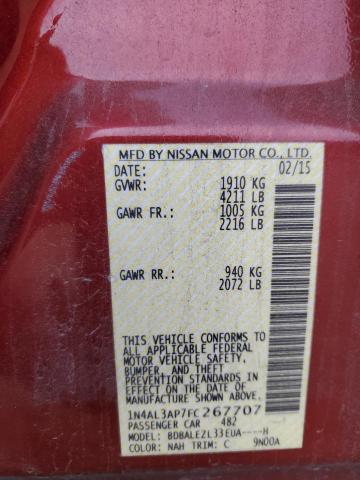 MFD BY NISSAN MOTOR CO., LTD.
DATE: 02/15
GVWR: 1910 KG
4211 LB
GAWR FR.: 1005 KG
2216 LB
GAWR RR.: 940 KG
2072 LB
THIS VEHICLE CONFORMS TO
ALL APPLICABLE FEDERAL
MOTOR VEHICLE SAFETY,
BUMPER, AND THEFT
PREVENTION STANDARDS IN
EFFECT ON THE DATE OF
MANUFACTURE SHOWN ABOVE.
1N4AL3AP7FC267707
PASSENGER CAR 482
MODEL: BDBALEZL33EUA----H
COLOR: NAH TRIM: C 9N00A